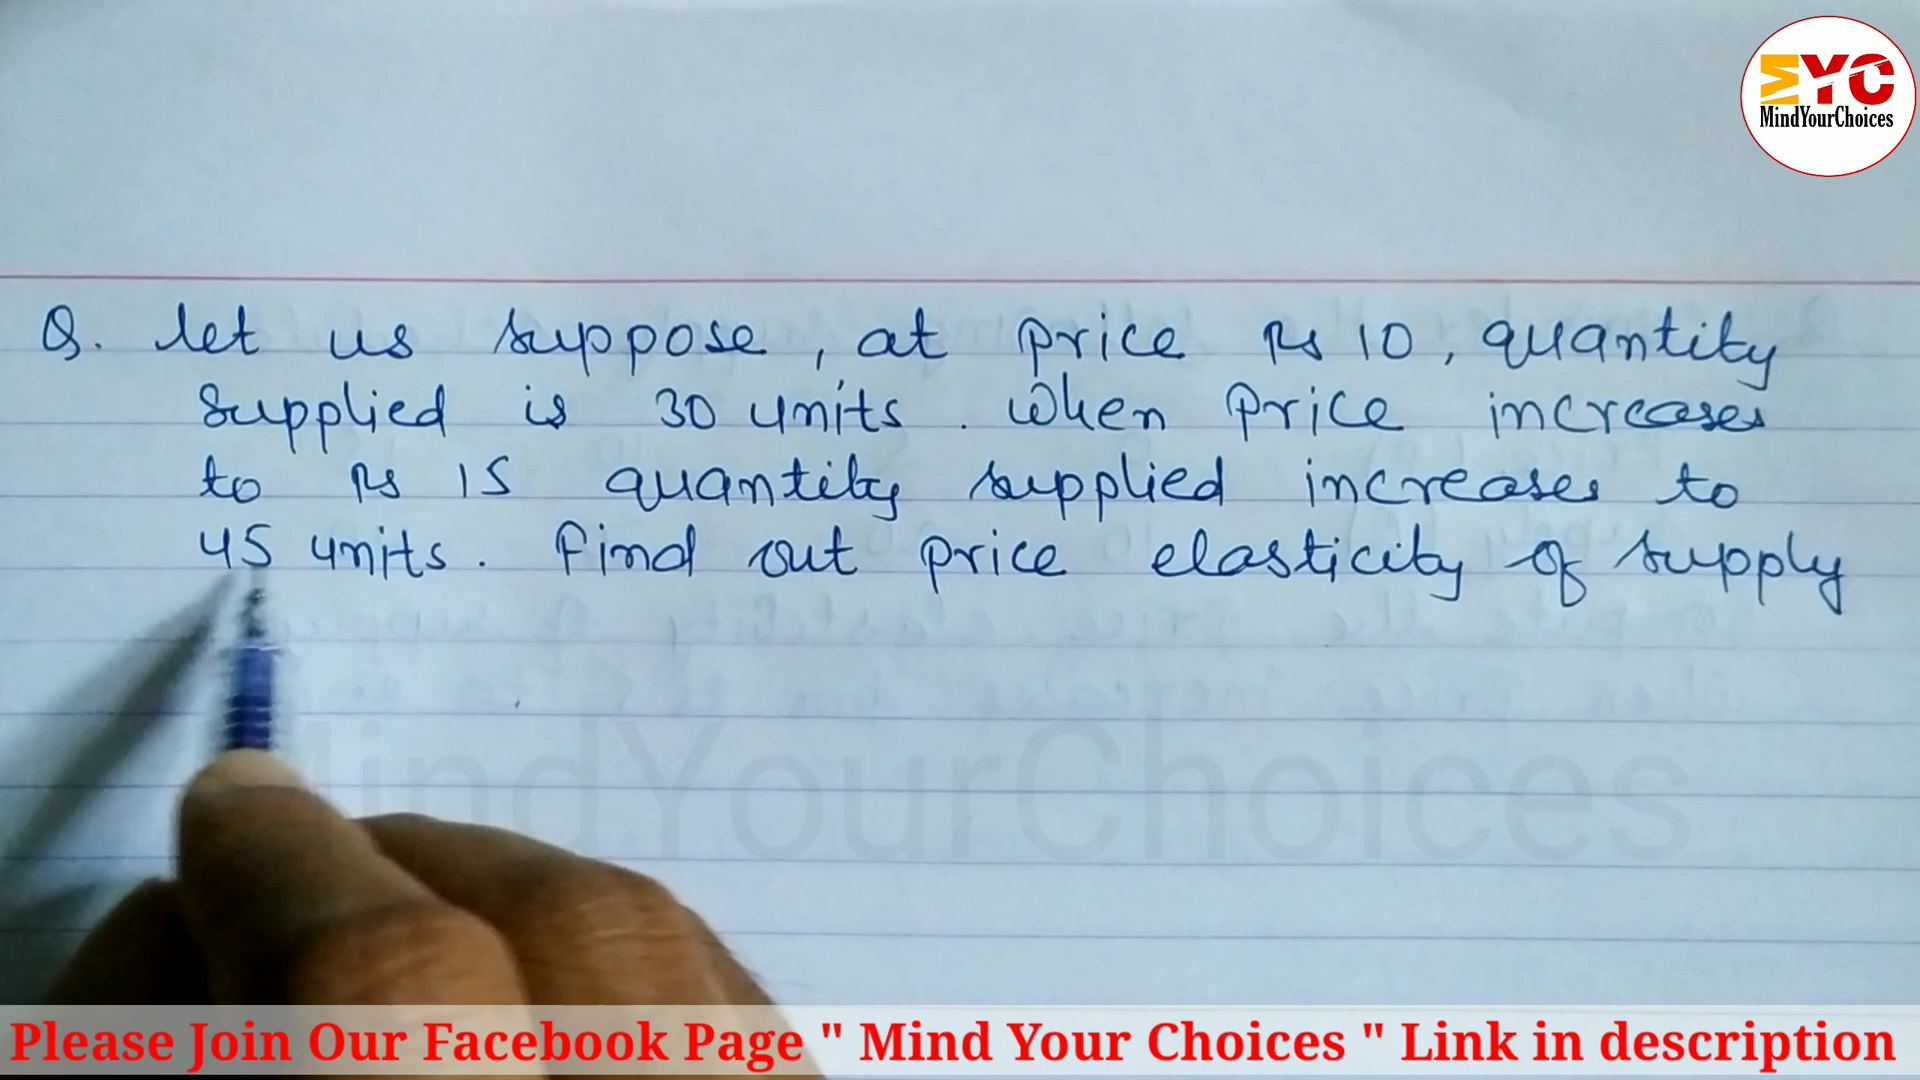 MYC
MindYourChoices
Q. let us suppose, at price Rs 10, quantity
supplied is 30 units. When price increases
to Rs 15 quantity supplied increases to
45 units. Find out price elasticity of supply
MindYourChoices
Please Join Our Facebook Page " Mind Your Choices " Link in description